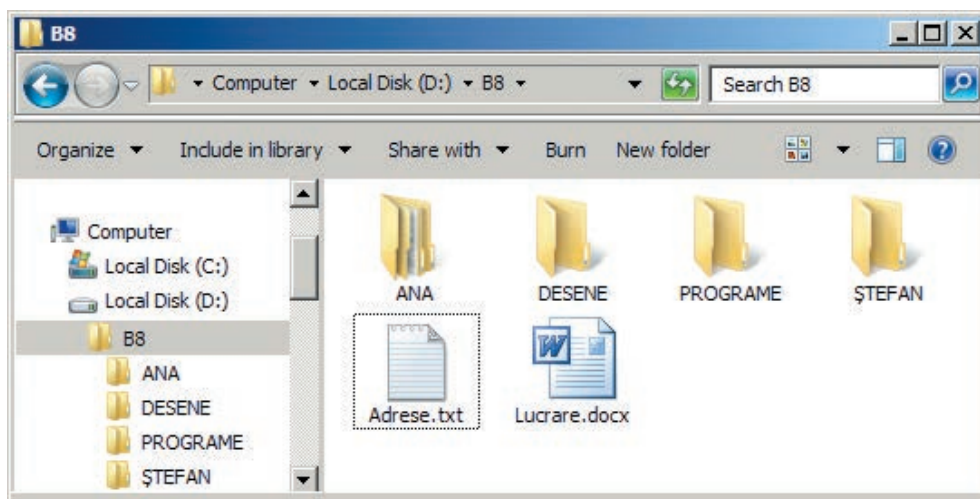 B8
Computer Local Disk (D:) B8
Search B8
Organize Include in library Share with Burn New folder
Computer
Local Disk (C:)
Local Disk (D:)
B8
ANA
DESENE
PROGRAME
ŞTEFAN
ANA DESENE PROGRAME ŞTEFAN
Adrese.txt Lucrare.docx